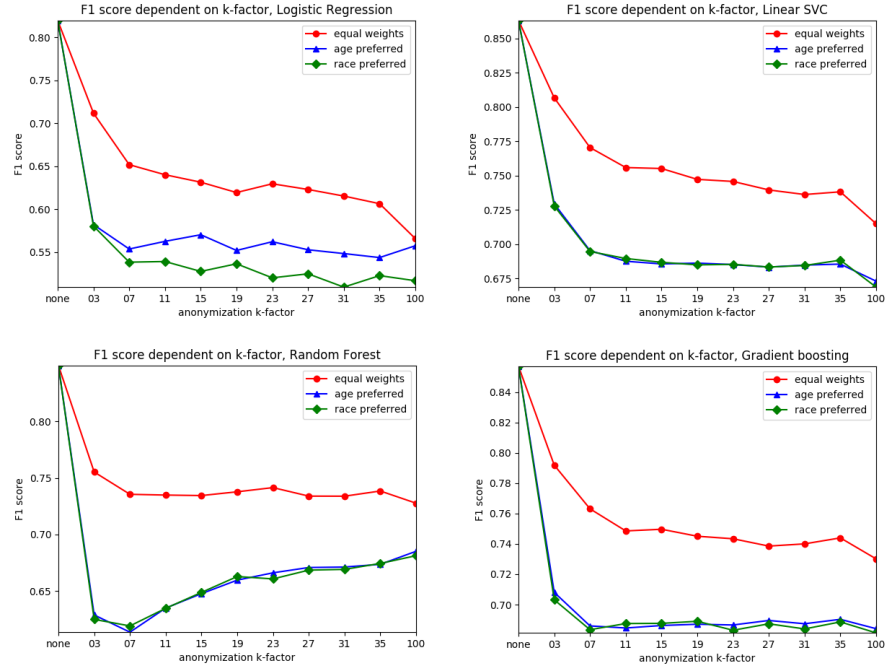 F1 score dependent on k-factor, Logistic Regression
0.80
0.75
0.70
0.65
0.60
0.55
F1 score
equal weights
age preferred
race preferred
none 03 07 11 15 19 23 27 31 35 100
anonymization k-factor
F1 score dependent on k-factor, Linear SVC
0.850
0.825
0.800
0.775
0.750
0.725
0.700
0.675
F1 score
equal weights
age preferred
race preferred
none 03 07 11 15 19 23 27 31 35 100
anonymization k-factor
F1 score dependent on k-factor, Random Forest
0.80
0.75
0.70
0.65
F1 score
equal weights
age preferred
race preferred
none 03 07 11 15 19 23 27 31 35 100
anonymization k-factor
F1 score dependent on k-factor, Gradient boosting
0.84
0.82
0.80
0.78
0.76
0.74
0.72
0.70
F1 score
equal weights
age preferred
race preferred
none 03 07 11 15 19 23 27 31 35 100
anonymization k-factor